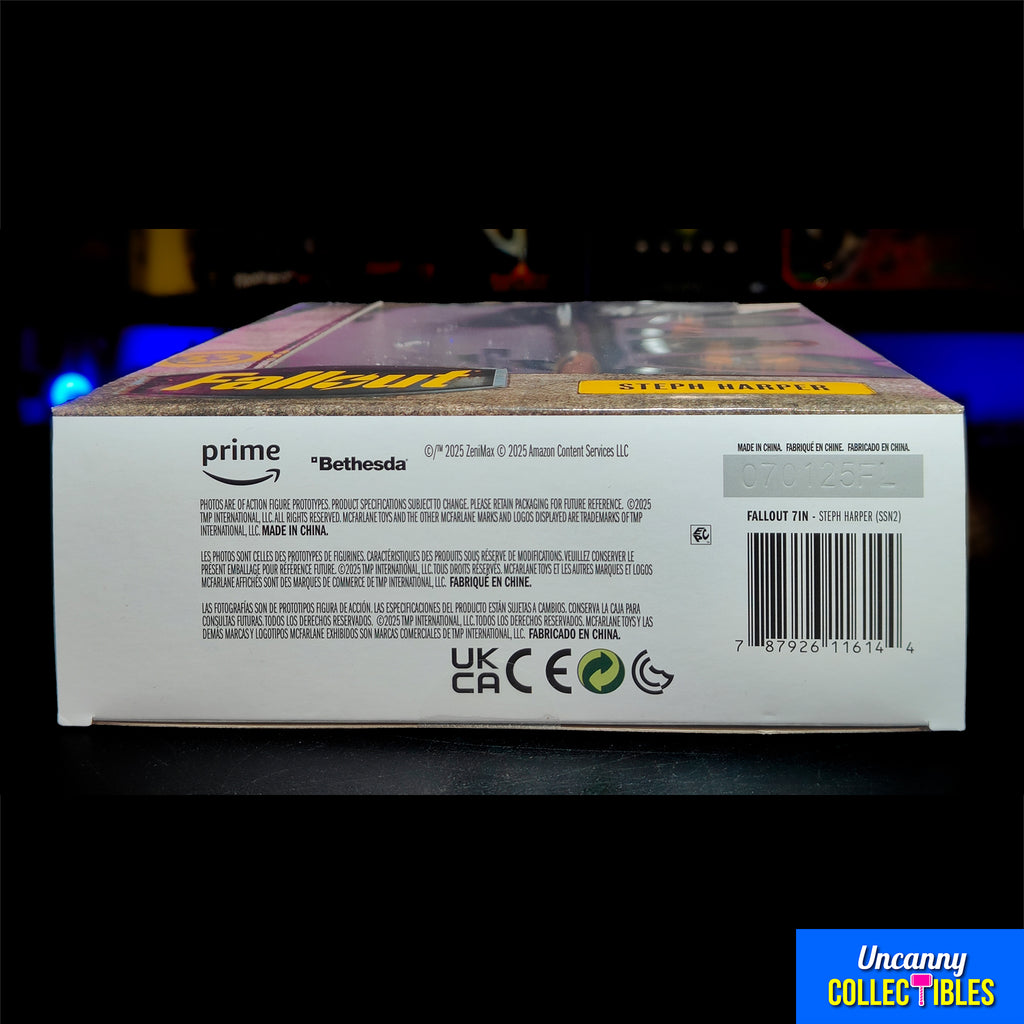 Fallout
STEPH HARPER
prime
Bethesda
©/™ 2025 ZeniMax © 2025 Amazon Content Services LLC
PHOTOS ARE OF ACTION FIGURE PROTOTYPES. PRODUCT SPECIFICATIONS SUBJECT TO CHANGE. PLEASE RETAIN PACKAGING FOR FUTURE REFERENCE. ©2025
TMP INTERNATIONAL, LLC. ALL RIGHTS RESERVED. MCFARLANE TOYS AND THE OTHER MCFARLANE MARKS AND LOGOS DISPLAYED ARE TRADEMARKS OF TMP
INTERNATIONAL, LLC. MADE IN CHINA.
LES PHOTOS SONT CELLES DES PROTOTYPES DE FIGURINES. CARACTÉRISTIQUES DES PRODUITS SOUS RÉSERVE DE MODIFICATIONS. VEUILLEZ CONSERVER LE
PRÉSENT EMBALLAGE POUR RÉFÉRENCE FUTURE. ©2025 TMP INTERNATIONAL, LLC. TOUS DROITS RÉSERVÉS. MCFARLANE TOYS ET LES AUTRES MARQUES ET LOGOS
MCFARLANE AFFICHÉS SONT DES MARQUES DE COMMERCE DE TMP INTERNATIONAL, LLC. FABRIQUÉ EN CHINE.
LAS FOTOGRAFÍAS SON DE PROTOTIPOS FIGURA DE ACCIÓN. LAS ESPECIFICACIONES DEL PRODUCTO ESTÁN SUJETAS A CAMBIOS. CONSERVA LA CAJA PARA
CONSULTAS FUTURAS. TODOS LOS DERECHOS RESERVADOS. ©2025 TMP INTERNATIONAL, LLC. TODOS LOS DERECHOS RESERVADOS. MCFARLANE TOYS Y LAS
DEMÁS MARCAS Y LOGOTIPOS MCFARLANE EXHIBIDOS SON MARCAS COMERCIALES DE TMP INTERNATIONAL, LLC. FABRICADO EN CHINA.
UK
CA CE
MADE IN CHINA. FABRIQUÉ EN CHINE. FABRICADO EN CHINA.
070125FL
FALLOUT 7IN - STEPH HARPER (SSN2)
7 87926 11614 4
Uncanny
COLLECTIBLES